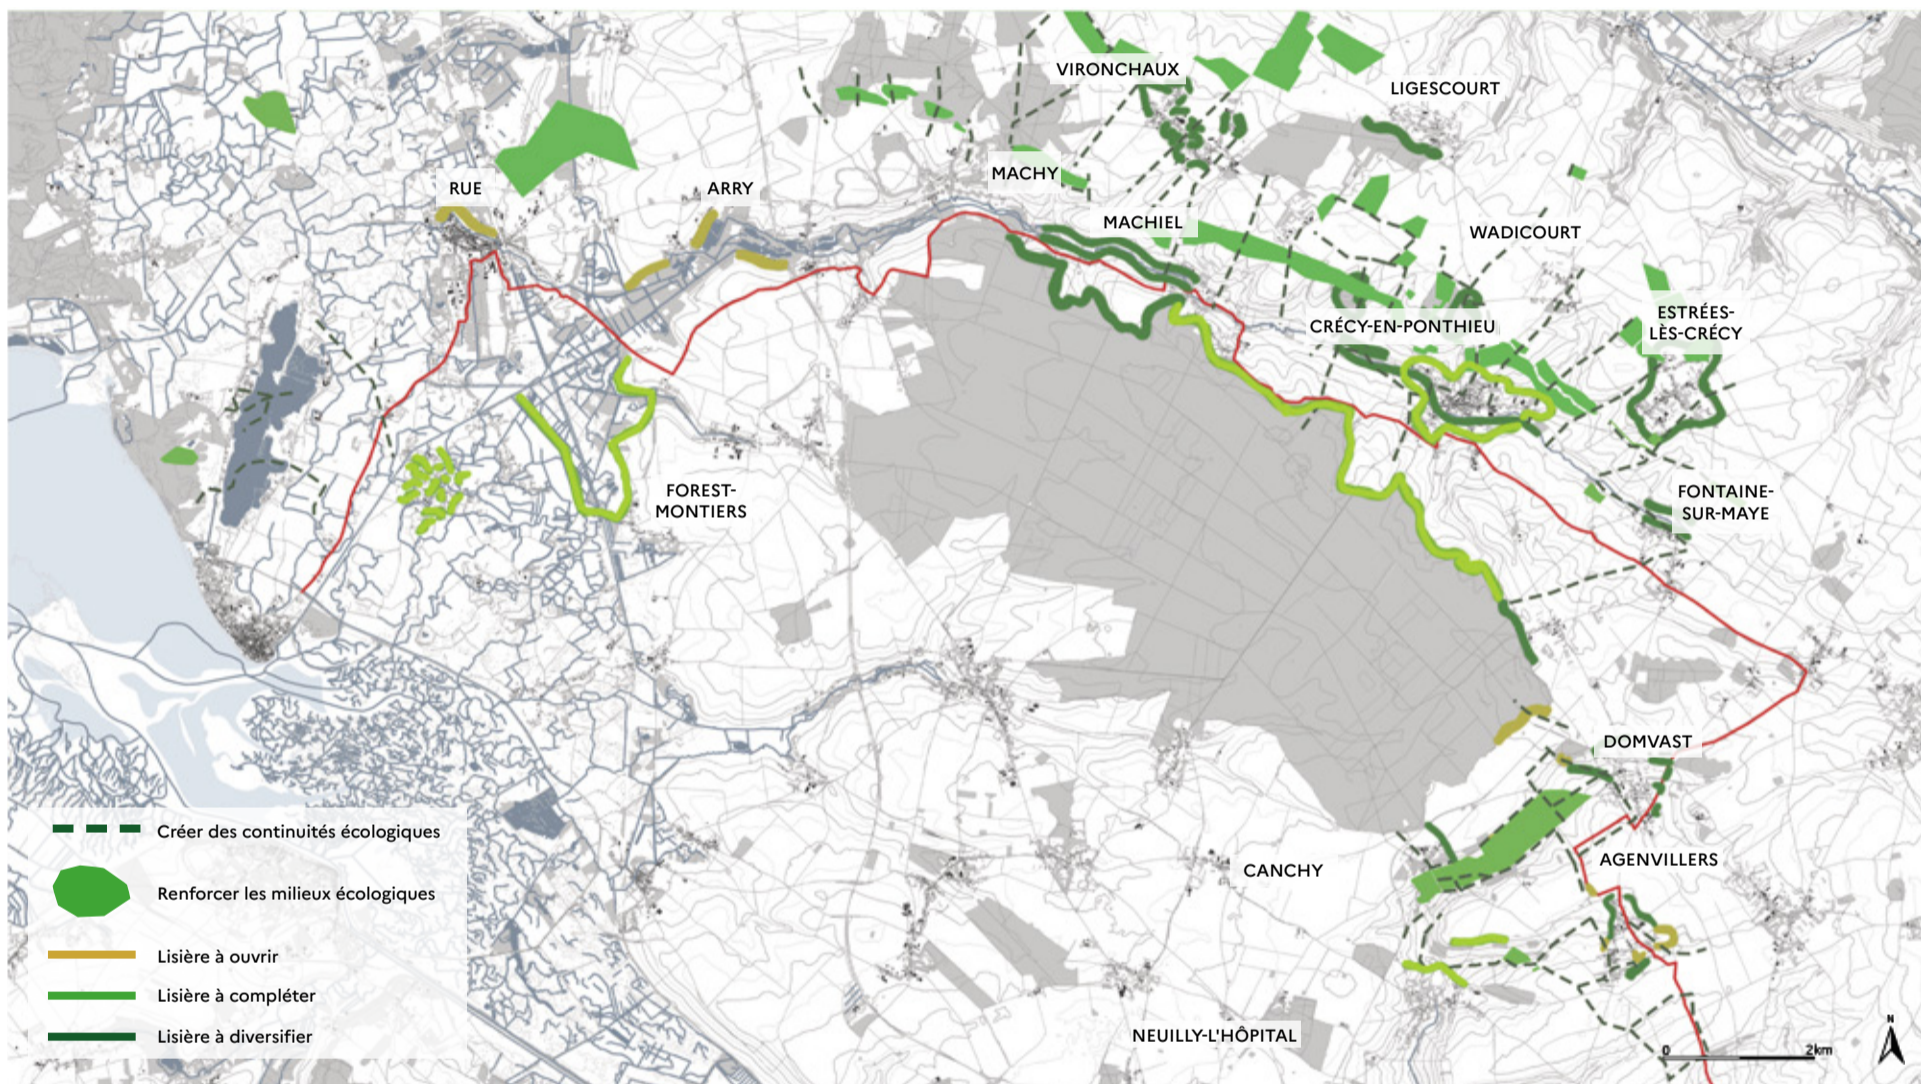 VIRONCHAUX
LIGESCOURT
MACHY
RUE
ARRY
MACHIEL
WADICOURT
ESTRÉES-
LÈS-CRÉCY
CRÉCY-EN-PONTHIEU
FOREST-
MONTIERS
FONTAINE-
SUR-MAYE
DOMVAST
AGENVILLERS
CANCHY
NEUILLY-L'HÔPITAL
Créer des continuités écologiques
Renforcer les milieux écologiques
Lisière à ouvrir
Lisière à compléter
Lisière à diversifier
0 2km
N